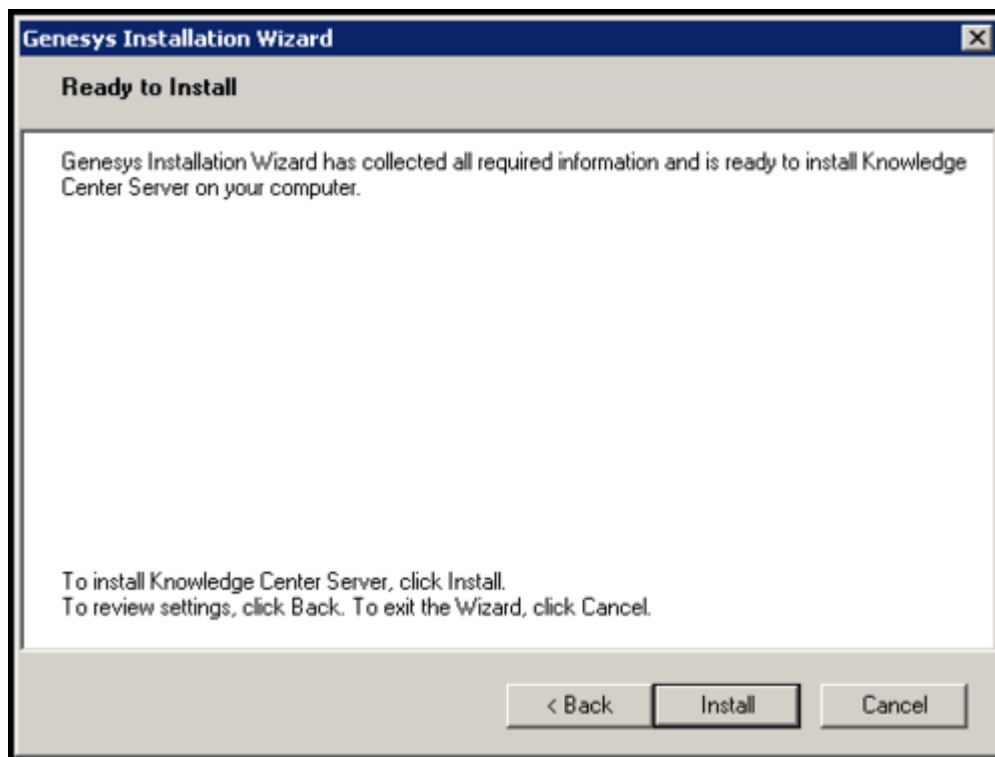 Genesys Installation Wizard
Ready to Install
Genesys Installation Wizard has collected all required information and is ready to install Knowledge
Center Server on your computer.
To install Knowledge Center Server, click Install.
To review settings, click Back. To exit the Wizard, click Cancel.
< Back
Install
Cancel